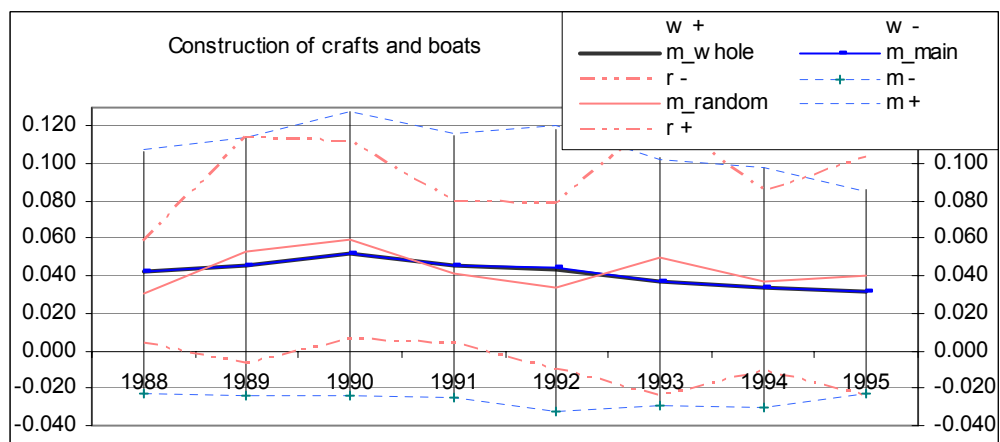 Construction of crafts and boats
w + w -
m_whole m_main
r - m -
m_random m +
r +
0.120
0.100 0.100
0.080 0.080
0.060 0.060
0.040 0.040
0.020 0.020
0.000 0.000
1988 1989 1990 1991 1992 1993 1994 1995
-0.020 -0.020
-0.040 -0.040